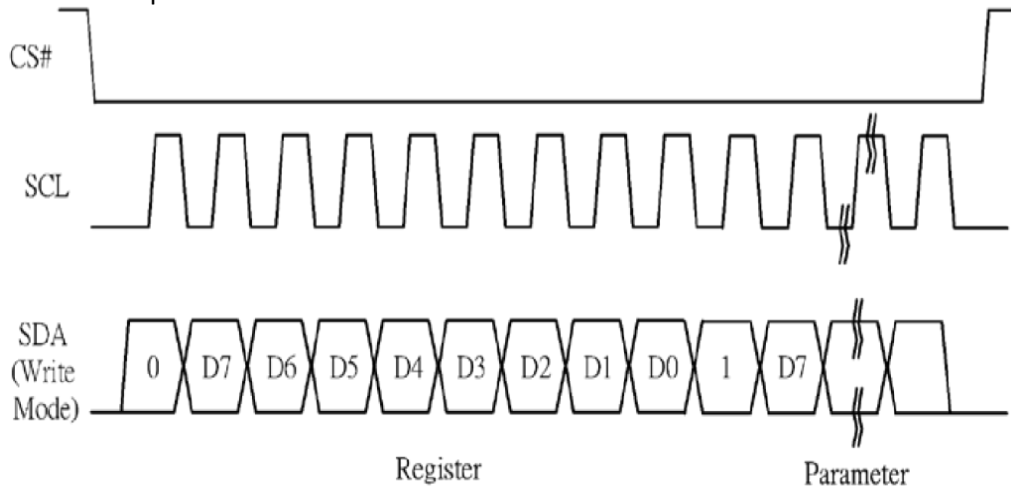 CS#
SCL
SDA
(Write
Mode)
0 D7 D6 D5 D4 D3 D2 D1 D0 1 D7
Register Parameter